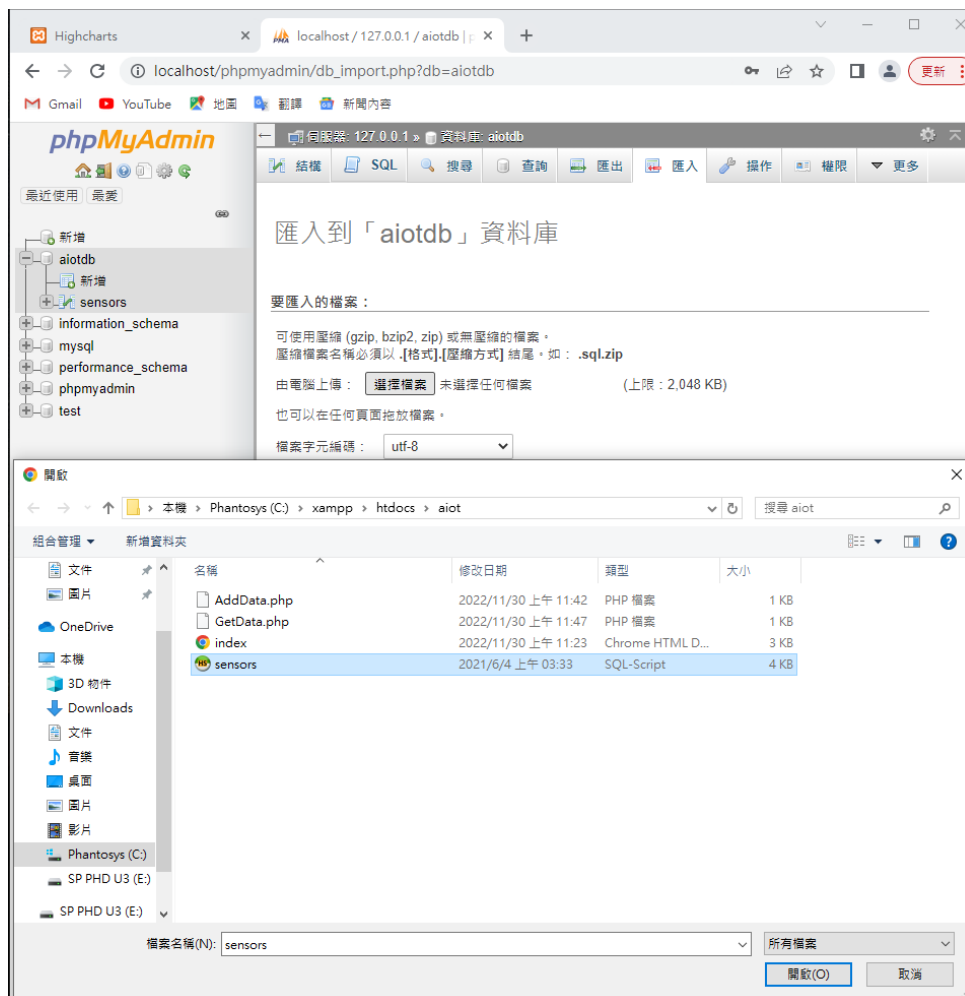 Highcharts
localhost / 127.0.0.1 / aiotdb | p
localhost/phpmyadmin/db_import.php?db=aiotdb
更新
Gmail YouTube 地圖 翻譯 新聞內容
phpMyAdmin
最近使用 最愛
新增
aiotdb
新增
sensors
information_schema
mysql
performance_schema
phpmyadmin
test
伺服器: 127.0.0.1 » 資料庫: aiotdb
結構 SQL 搜尋 查詢 匯出 匯入 操作 權限 更多
匯入到「aiotdb」資料庫
要匯入的檔案：
可使用壓縮 (gzip, bzip2, zip) 或無壓縮的檔案。
壓縮檔案名稱必須以 .[格式].[壓縮方式] 結尾。如： .sql.zip
由電腦上傳： 選擇檔案 未選擇任何檔案 (上限：2,048 KB)
也可以在任何頁面拖放檔案。
檔案字元編碼： utf-8
開啟
本機 › Phantosys (C:) › xampp › htdocs › aiot
搜尋 aiot
組合管理 新增資料夾
文件
圖片
OneDrive
本機
3D 物件
Downloads
文件
音樂
桌面
圖片
影片
Phantosys (C:)
SP PHD U3 (E:)
SP PHD U3 (E:)
名稱 修改日期 類型 大小
AddData.php 2022/11/30 上午 11:42 PHP 檔案 1 KB
GetData.php 2022/11/30 上午 11:47 PHP 檔案 1 KB
index 2022/11/30 上午 11:23 Chrome HTML D... 3 KB
sensors 2021/6/4 上午 03:33 SQL-Script 4 KB
檔案名稱(N): sensors 所有檔案
開啟(O) 取消